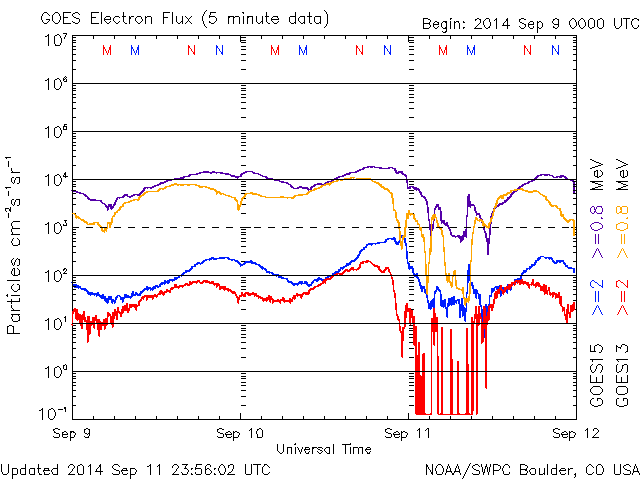 GOES Electron Flux (5 minute data)
Begin: 2014 Sep 9 0000 UTC
M M N N M M N N M M N N
10⁷
10⁶
10⁵
10⁴
10³
10²
10¹
10⁰
10⁻¹
Particles cm⁻²s⁻¹sr⁻¹
Sep 9 Sep 10 Sep 11 Sep 12
Universal Time
GOES15 >=2 >=0.8 MeV
GOES13 >=2 >=0.8 MeV
Updated 2014 Sep 11 23:56:02 UTC
NOAA/SWPC Boulder, CO USA